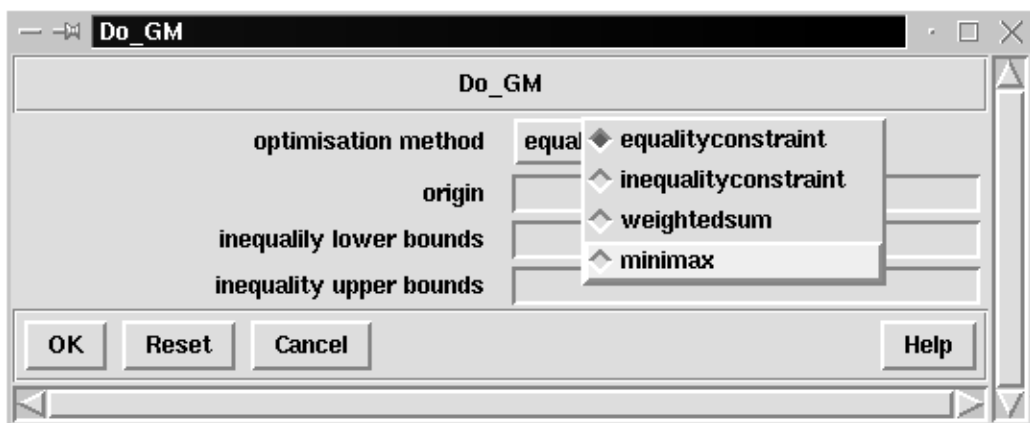 Do_GM
Do_GM
optimisation method
equal
equalityconstraint
inequalityconstraint
weightedsum
minimax
origin
inequalily lower bounds
inequality upper bounds
OK
Reset
Cancel
Help